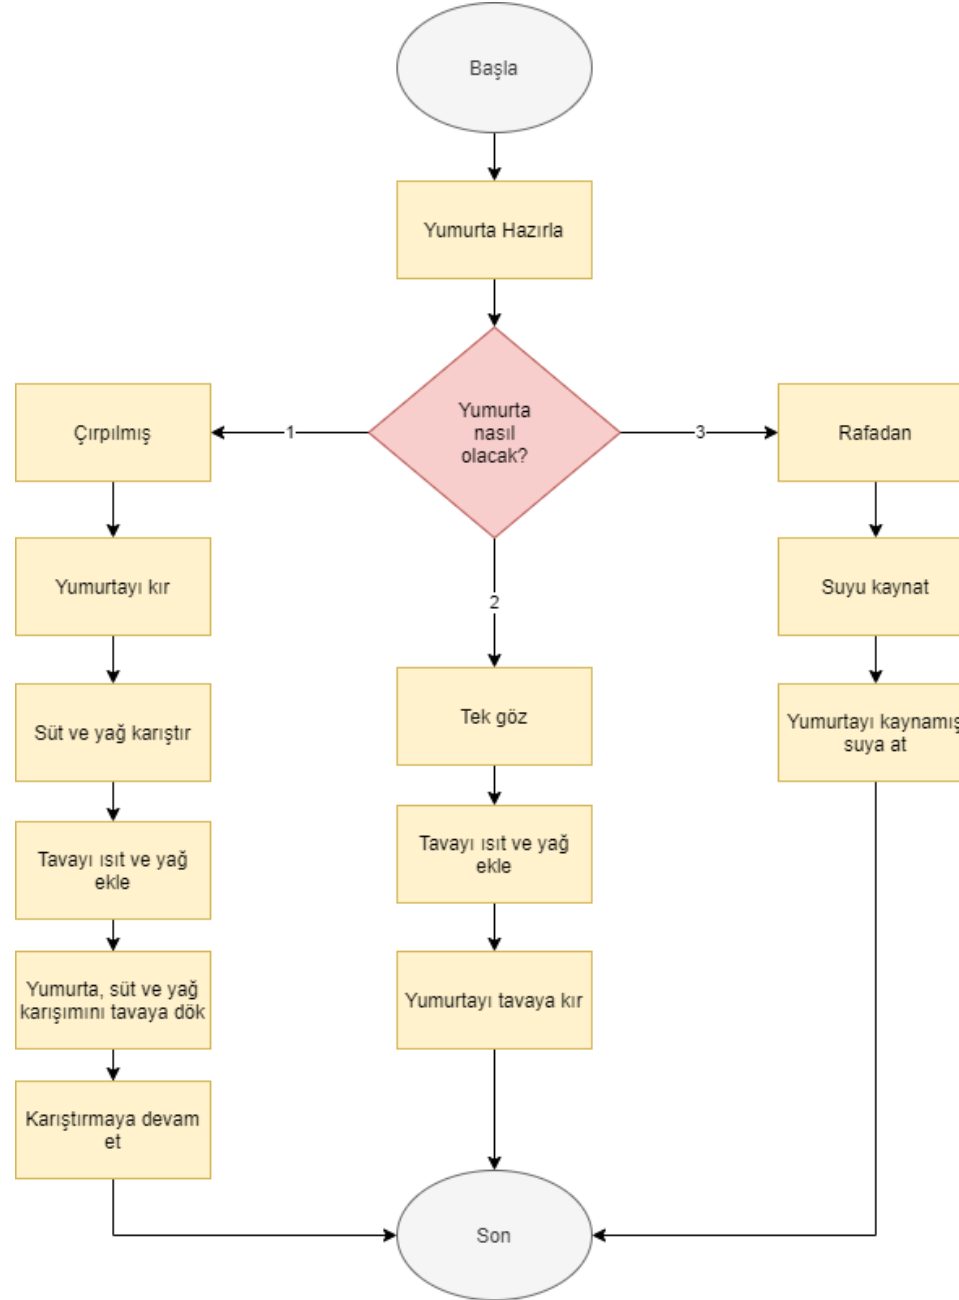 Başla
Yumurta Hazırla
Yumurta
nasıl
olacak?
1
2
3
Çırpılmış
Yumurtayı kır
Süt ve yağ karıştır
Tavayı ısıt ve yağ
ekle
Yumurta, süt ve yağ
karışımını tavaya dök
Karıştırmaya devam
et
Tek göz
Tavayı ısıt ve yağ
ekle
Yumurtayı tavaya kır
Rafadan
Suyu kaynat
Yumurtayı kaynamış
suya at
Son